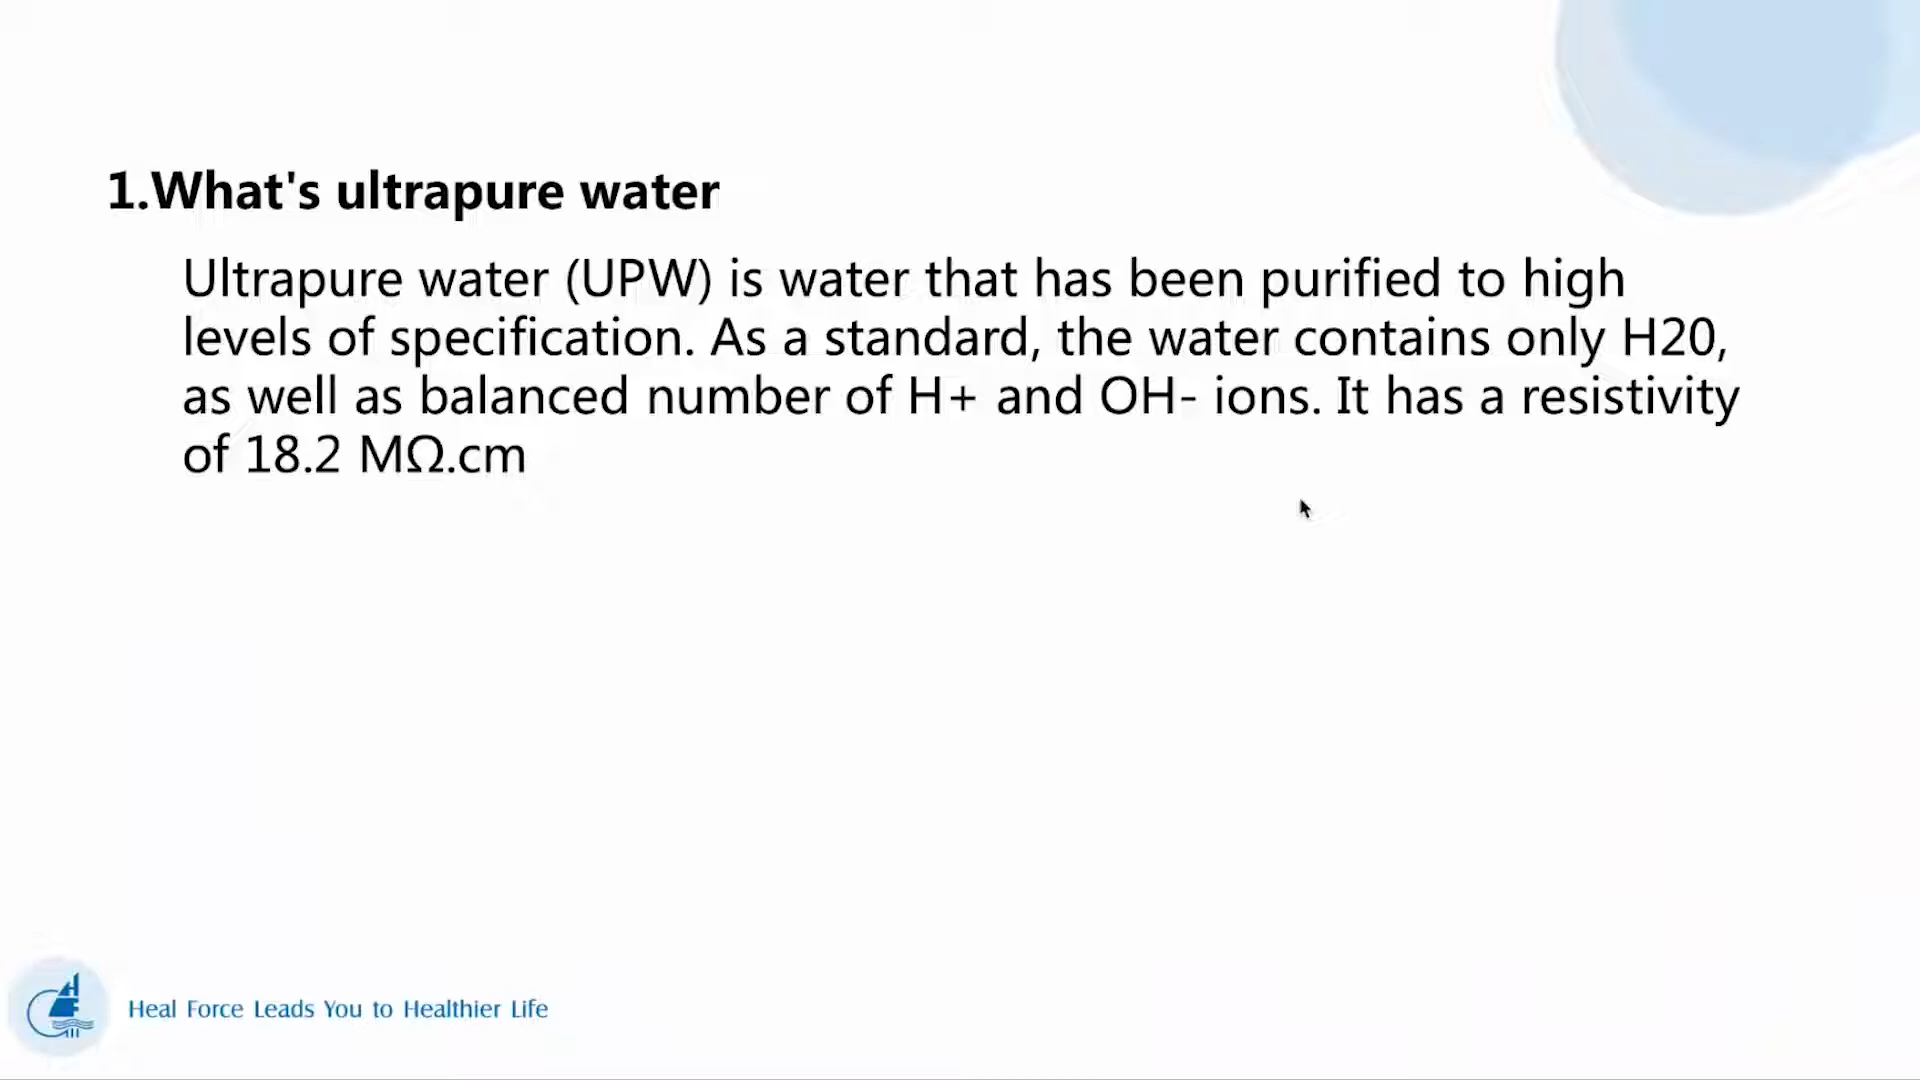 1.What's ultrapure water
Ultrapure water (UPW) is water that has been purified to high
levels of specification. As a standard, the water contains only H20,
as well as balanced number of H+ and OH- ions. It has a resistivity
of 18.2 MΩ.cm
HF
Heal Force Leads You to Healthier Life